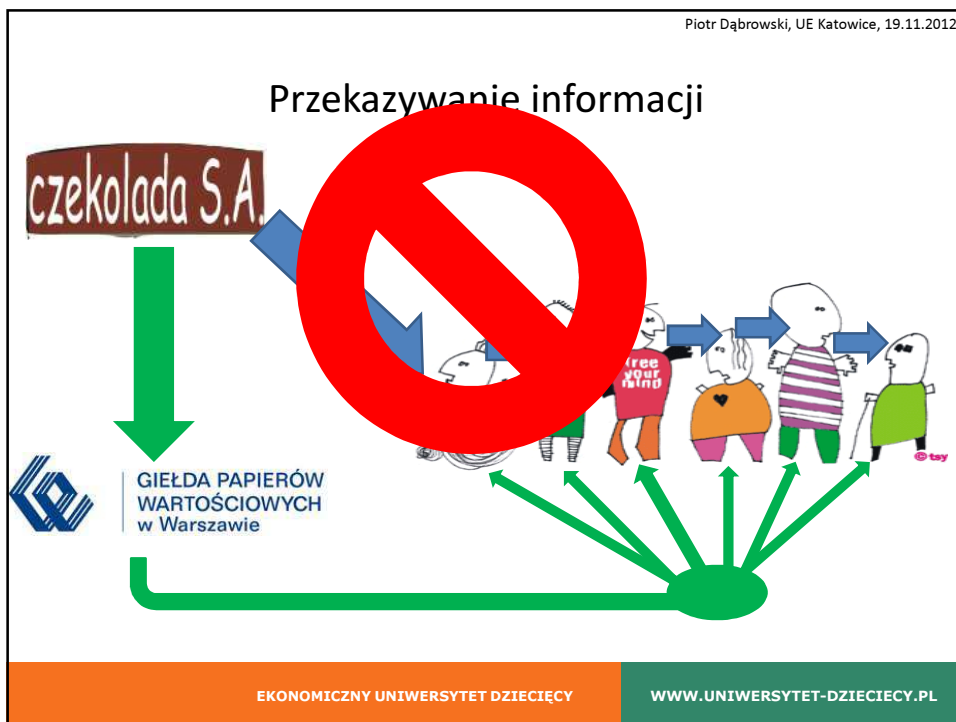 Piotr Dąbrowski, UE Katowice, 19.11.2012
Przekazywanie informacji
czekolada S.A.
free
your
mind
©tsy
GIEŁDA PAPIERÓW
WARTOŚCIOWYCH
w Warszawie
EKONOMICZNY UNIWERSYTET DZIECIĘCY
WWW.UNIWERSYTET-DZIECIECY.PL